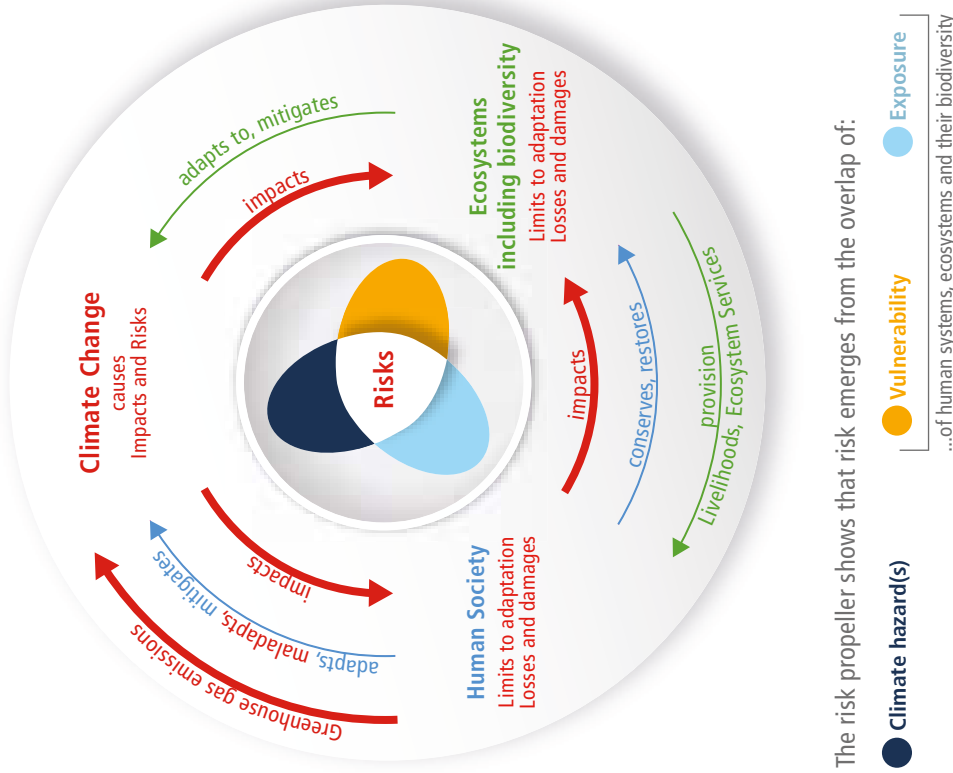 Climate Change
causes
Impacts and Risks
Greenhouse gas emissions
adapts, maladapts, mitigates
impacts
impacts
adapts to, mitigates
Risks
Human Society
Limits to adaptation
Losses and damages
Ecosystems
including biodiversity
Limits to adaptation
Losses and damages
impacts
conserves, restores
provision
Livelihoods, Ecosystem Services
The risk propeller shows that risk emerges from the overlap of:
Climate hazard(s)
Vulnerability
Exposure
...of human systems, ecosystems and their biodiversity